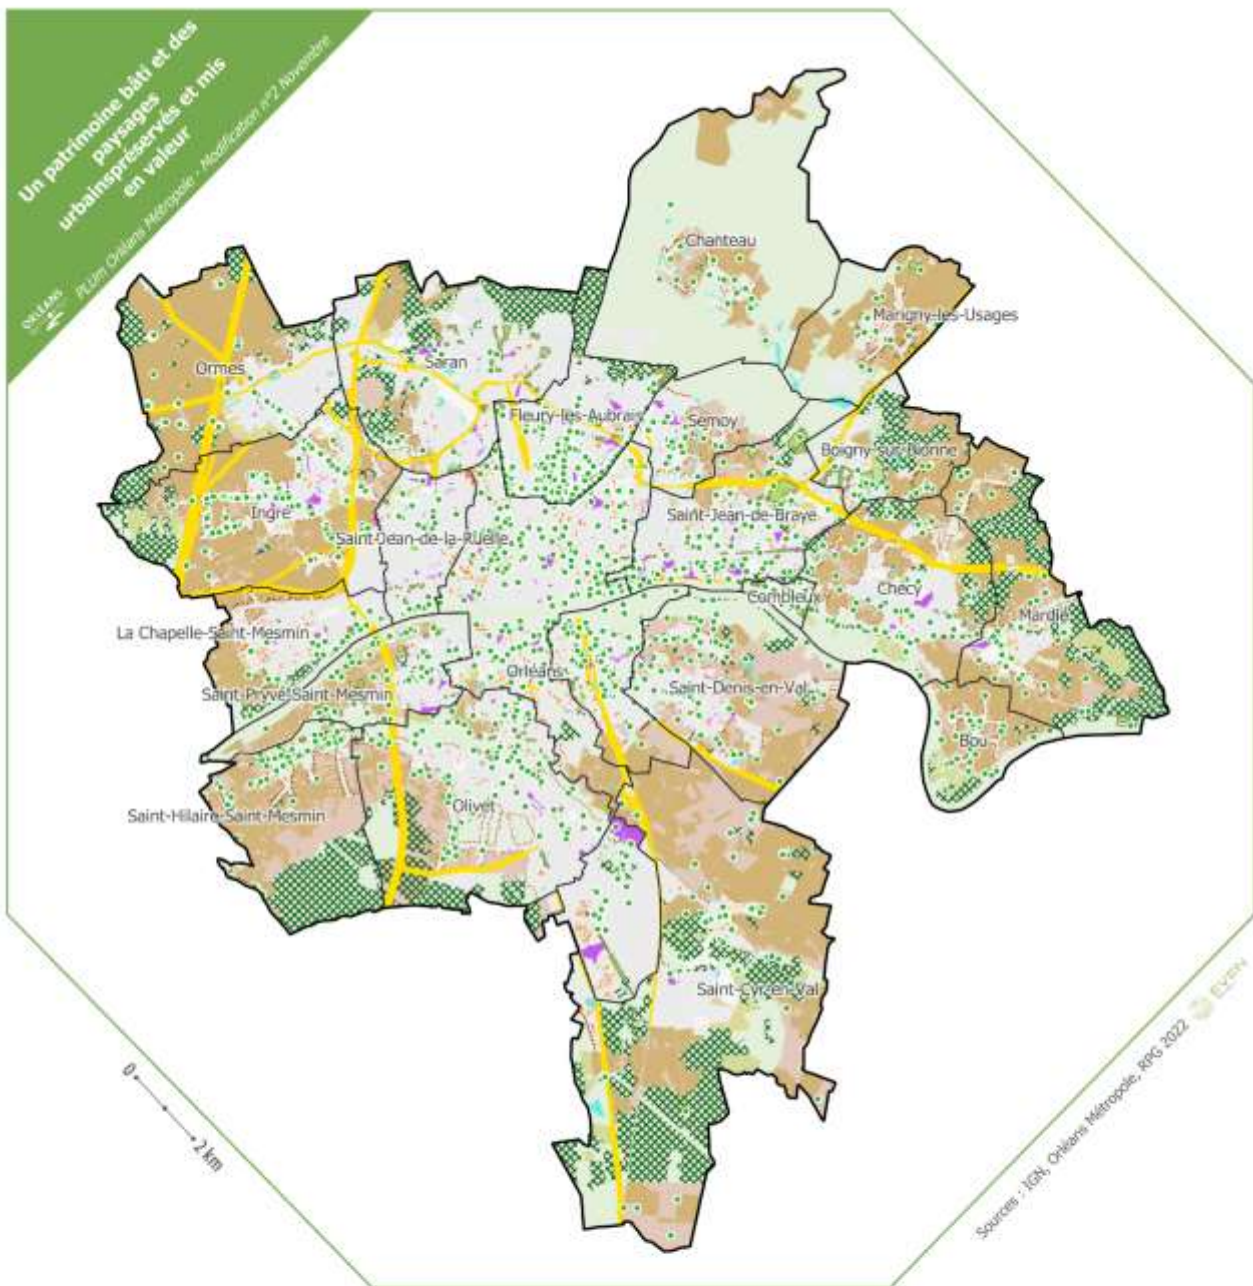 Un patrimoine bâti et des
paysages
urbainspréservés et mis
en valeur
PLUm Orléans Métropole - Modification n°2 Novembre
ORLÉANS
Chanteau
Marigny-les-Usages
Ormes
Saran
Fleury-les-Aubrais
Semoy
Boigny-sur-Bionne
Ingré
Saint-Jean-de-la-Ruelle
Saint-Jean-de-Braye
Combleux
Chécy
Mardié
La Chapelle-Saint-Mesmin
Orléans
Saint-Pryvé-Saint-Mesmin
Saint-Denis-en-Val
Bou
Saint-Hilaire-Saint-Mesmin
Olivet
Saint-Cyr-en-Val
0
2 km
Sources : IGN, Orléans Métropole, RPG 2022
EVEN